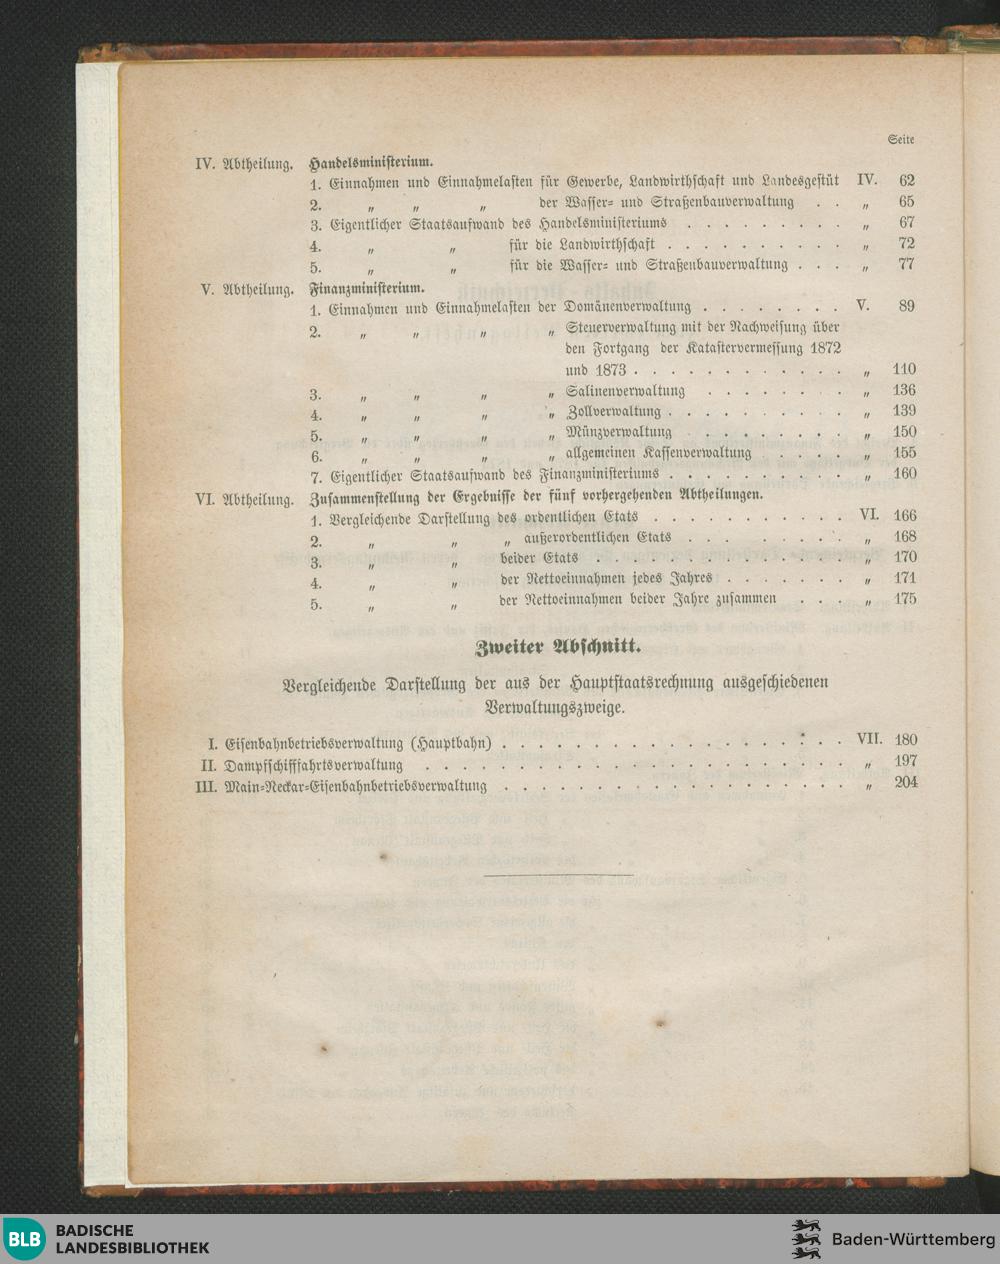 Seite
IV. Abtheilung. Handelsministerium.
1. Einnahmen und Einnahmelasten für Gewerbe, Landwirthschaft und Landesgestüt IV. 62
2. „ „ „ der Wasser- und Straßenbauverwaltung . . „ 65
3. Eigentlicher Staatsaufwand des Handelsministeriums . . . . . . . . „ 67
4. „ „ für die Landwirthschaft . . . . . . . . . „ 72
5. „ „ für die Wasser- und Straßenbauverwaltung . . . „ 77
V. Abtheilung. Finanzministerium.
1. Einnahmen und Einnahmelasten der Domänenverwaltung . . . . . . . V. 89
2. „ „ „ „ Steuerverwaltung mit der Nachweisung über
den Fortgang der Katastervermessung 1872
und 1873 . . . . . . . . . . . „ 110
3. „ „ „ „ Salinenverwaltung . . . . . . . „ 136
4. „ „ „ „ Zollverwaltung . . . . . . . . . „ 139
5. „ „ „ „ Münzverwaltung . . . . . . . . „ 150
6. „ „ „ „ allgemeinen Kassenverwaltung . . . . . „ 155
7. Eigentlicher Staatsaufwand des Finanzministeriums . . . . . . . . . „ 160
VI. Abtheilung. Zusammenstellung der Ergebnisse der fünf vorhergehenden Abtheilungen.
1. Vergleichende Darstellung des ordentlichen Etats . . . . . . . . . . VI. 166
2. „ „ „ außerordentlichen Etats . . . . . . . . „ 168
3. „ „ beider Etats . . . . . . . . . . . . . „ 170
4. „ „ der Nettoeinnahmen jedes Jahres . . . . . . „ 171
5. „ „ der Nettoeinnahmen beider Jahre zusammen . . . „ 175
Zweiter Abschnitt.
Vergleichende Darstellung der aus der Hauptstaatsrechnung ausgeschiedenen
Verwaltungszweige.
I. Eisenbahnbetriebsverwaltung (Hauptbahn) . . . . . . . . . . . . . . . . . VII. 180
II. Dampfschifffahrtsverwaltung . . . . . . . . . . . . . . . . . . . . . „ 197
III. Main-Neckar-Eisenbahnbetriebsverwaltung . . . . . . . . . . . . . . . . . „ 204
BLB BADISCHE
LANDESBIBLIOTHEK
Baden-Württemberg